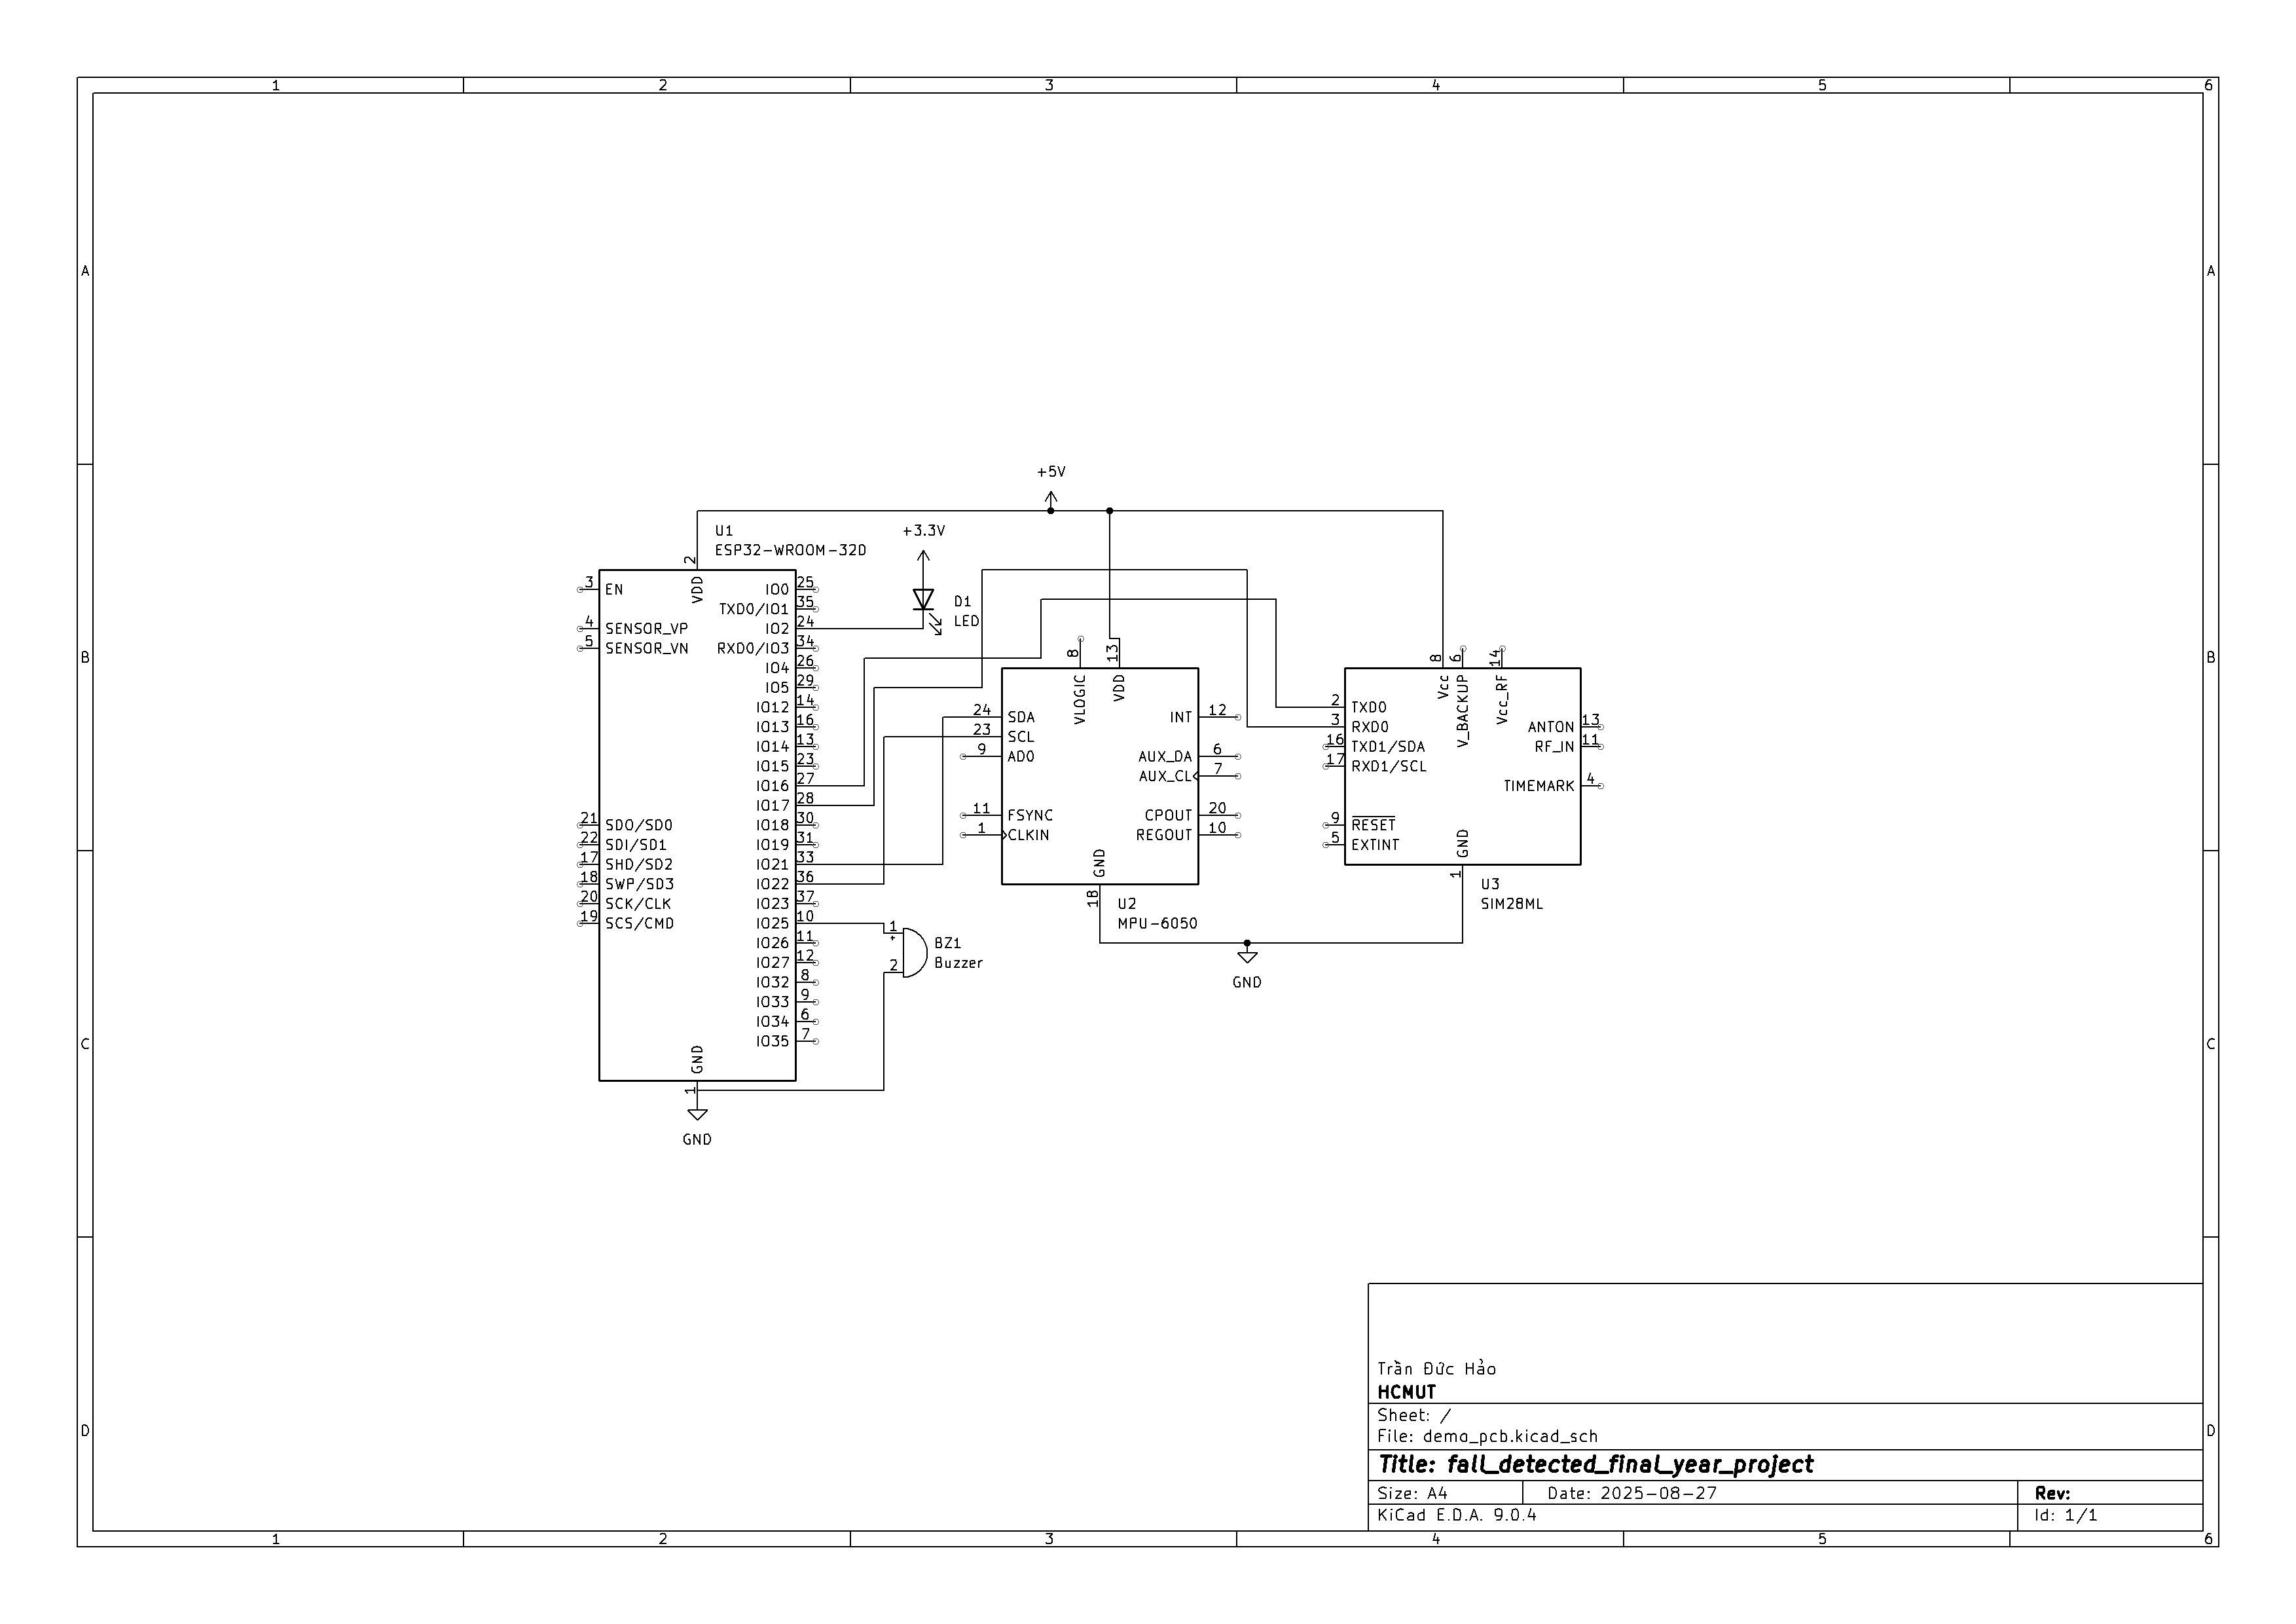 1 2 3 4 5 6
A
A
B
B
C
C
D
D
+5V
+3.3V
U1
ESP32-WROOM-32D
2
VDD
3 EN
4 SENSOR_VP
5 SENSOR_VN
21 SDO/SD0
22 SDI/SD1
17 SHD/SD2
18 SWP/SD3
20 SCK/CLK
19 SCS/CMD
IO0 25
TXD0/IO1 35
IO2 24
RXD0/IO3 34
IO4 26
IO5 29
IO12 14
IO13 16
IO14 13
IO15 23
IO16 27
IO17 28
IO18 30
IO19 31
IO21 33
IO22 36
IO23 37
IO25 10
IO26 11
IO27 12
IO32 8
IO33 9
IO34 6
IO35 7
GND
1
GND
D1
LED
1
+
2
BZ1
Buzzer
8
VLOGIC
13
VDD
24 SDA
23 SCL
9 AD0
11 FSYNC
1 CLKIN
INT 12
AUX_DA 6
AUX_CL 7
CPOUT 20
REGOUT 10
GND
18
U2
MPU-6050
GND
8
Vcc
6
V_BACKUP
14
Vcc_RF
2 TXD0
3 RXD0
16 TXD1/SDA
17 RXD1/SCL
9 RESET
5 EXTINT
ANTON 13
RF_IN 11
TIMEMARK 4
GND
1
U3
SIM28ML
Trần Đức Hảo
HCMUT
Sheet: /
File: demo_pcb.kicad_sch
Title: fall_detected_final_year_project
Size: A4 Date: 2025-08-27 Rev:
KiCad E.D.A. 9.0.4 Id: 1/1
1 2 3 4 5 6